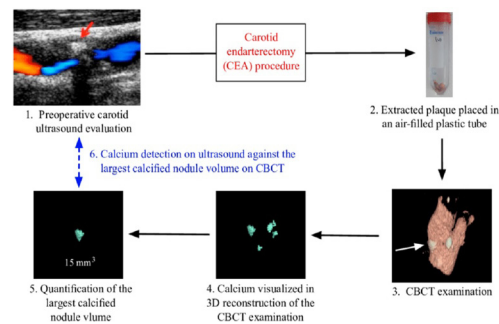 Carotid
endarterectomy
(CEA) procedure
1. Preoperative carotid
ultrasound evaluation
2. Extracted plaque placed in
an air-filled plastic tube
6. Calcium detection on ultrasound against the
largest calcified nodule volume on CBCT
15 mm³
5. Quantification of the
largest calcified
nodule vlume
4. Calcium visualized in
3D reconstruction of the
CBCT examination
3. CBCT examination